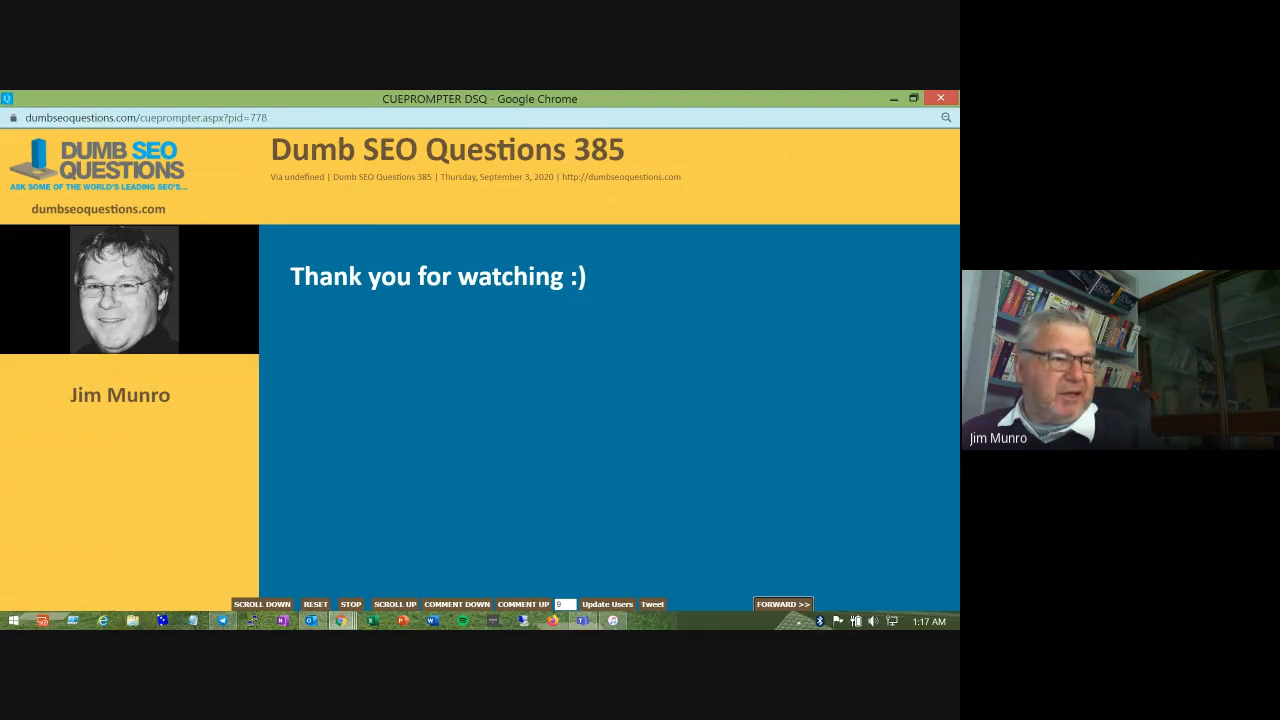 CUEPROMPTER DSQ - Google Chrome
dumbseoquestions.com/cueprompter.aspx?pid=778
DUMB SEO
QUESTIONS
ASK SOME OF THE WORLD'S LEADING SEO'S...
dumbseoquestions.com
Dumb SEO Questions 385
Via undefined | Dumb SEO Questions 385 | Thursday, September 3, 2020 | http://dumbseoquestions.com
Jim Munro
Thank you for watching :)
Jim Munro
SCROLL DOWN RESET STOP SCROLL UP COMMENT DOWN COMMENT UP 9 Update Users Tweet FORWARD >>
1:17 AM